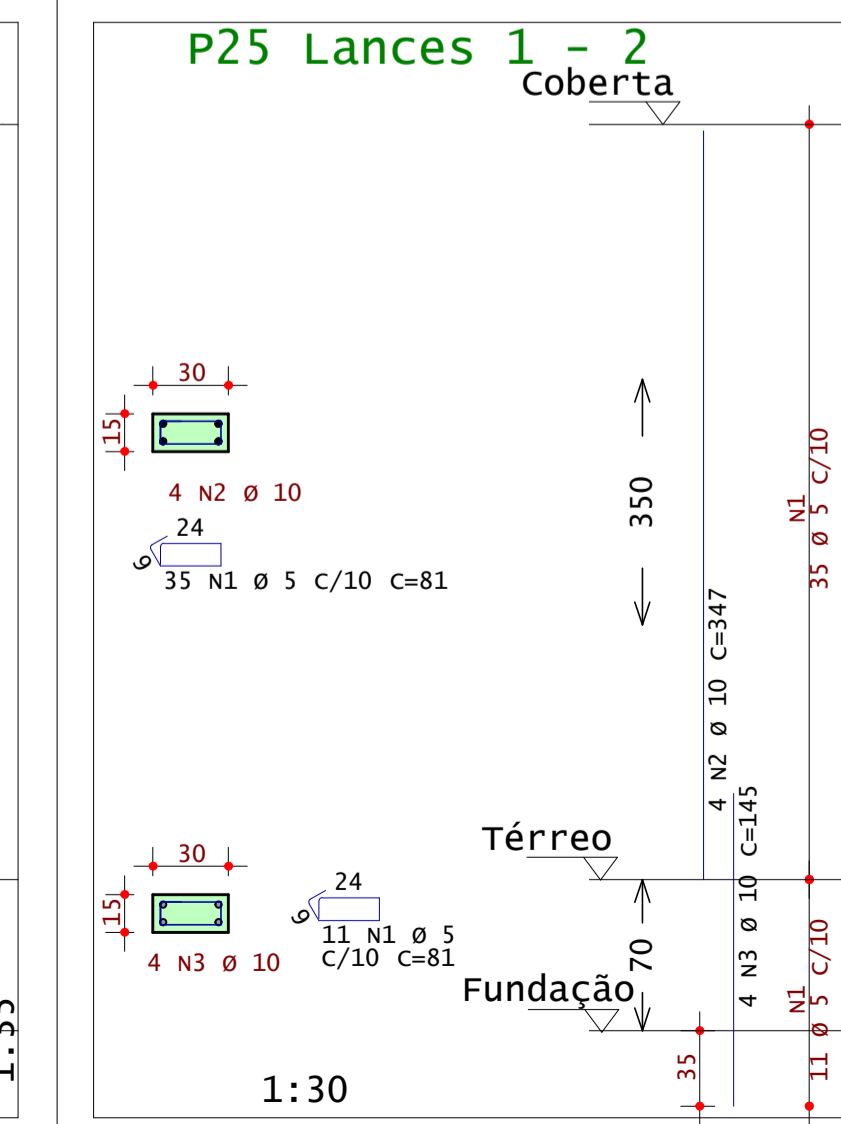 P25 Lances 1 - 2
Coberta
30
15
4 N2 Ø 10
24
9
35 N1 Ø 5 C/10 C=81
350
4 N2 Ø 10 C=347
N1
35 Ø 5 C/10
Térreo
30
15
4 N3 Ø 10
24
9
11 N1 Ø 5
C/10 C=81
70
4 N3 Ø 10 C=145
N1
11 Ø 5 C/10
Fundação
35
1:30